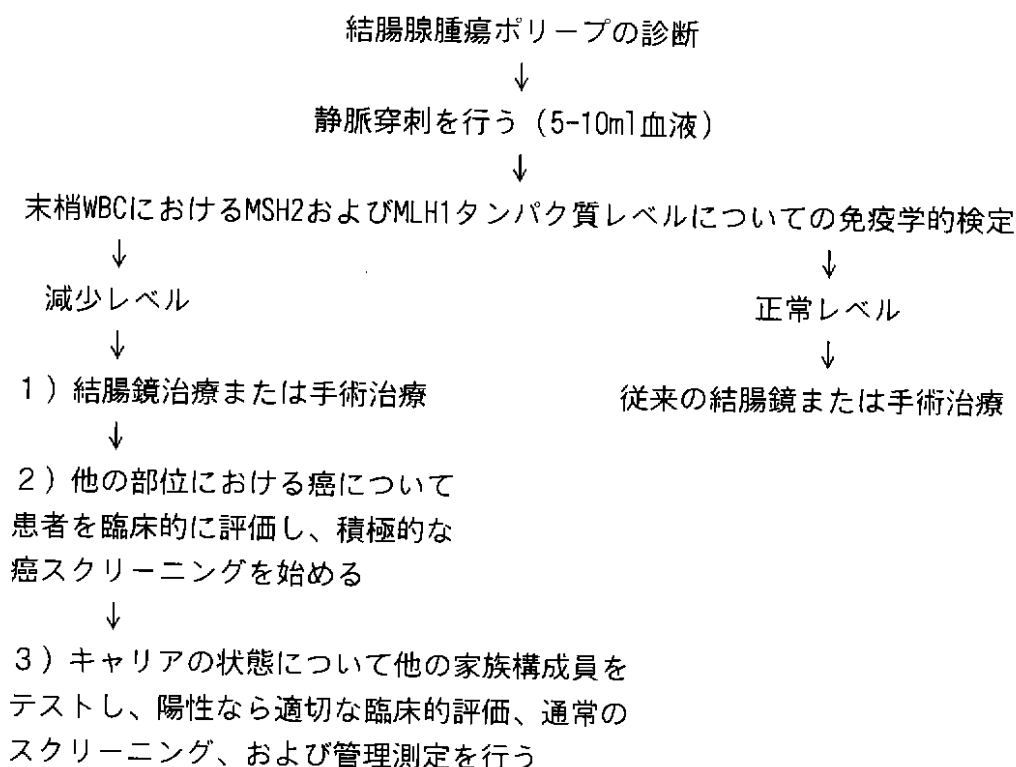 結腸腺腫瘍ポリープの診断
↓
静脈穿刺を行う（5-10ml血液）
↓
末梢WBCにおけるMSH2およびMLH1タンパク質レベルについての免疫学的検定
↓ ↓
減少レベル 正常レベル
↓ ↓
1）結腸鏡治療または手術治療 従来の結腸鏡または手術治療
↓
2）他の部位における癌について
患者を臨床的に評価し、積極的な
癌スクリーニングを始める
↓
3）キャリアの状態について他の家族構成員を
テストし、陽性なら適切な臨床的評価、通常の
スクリーニング、および管理測定を行う